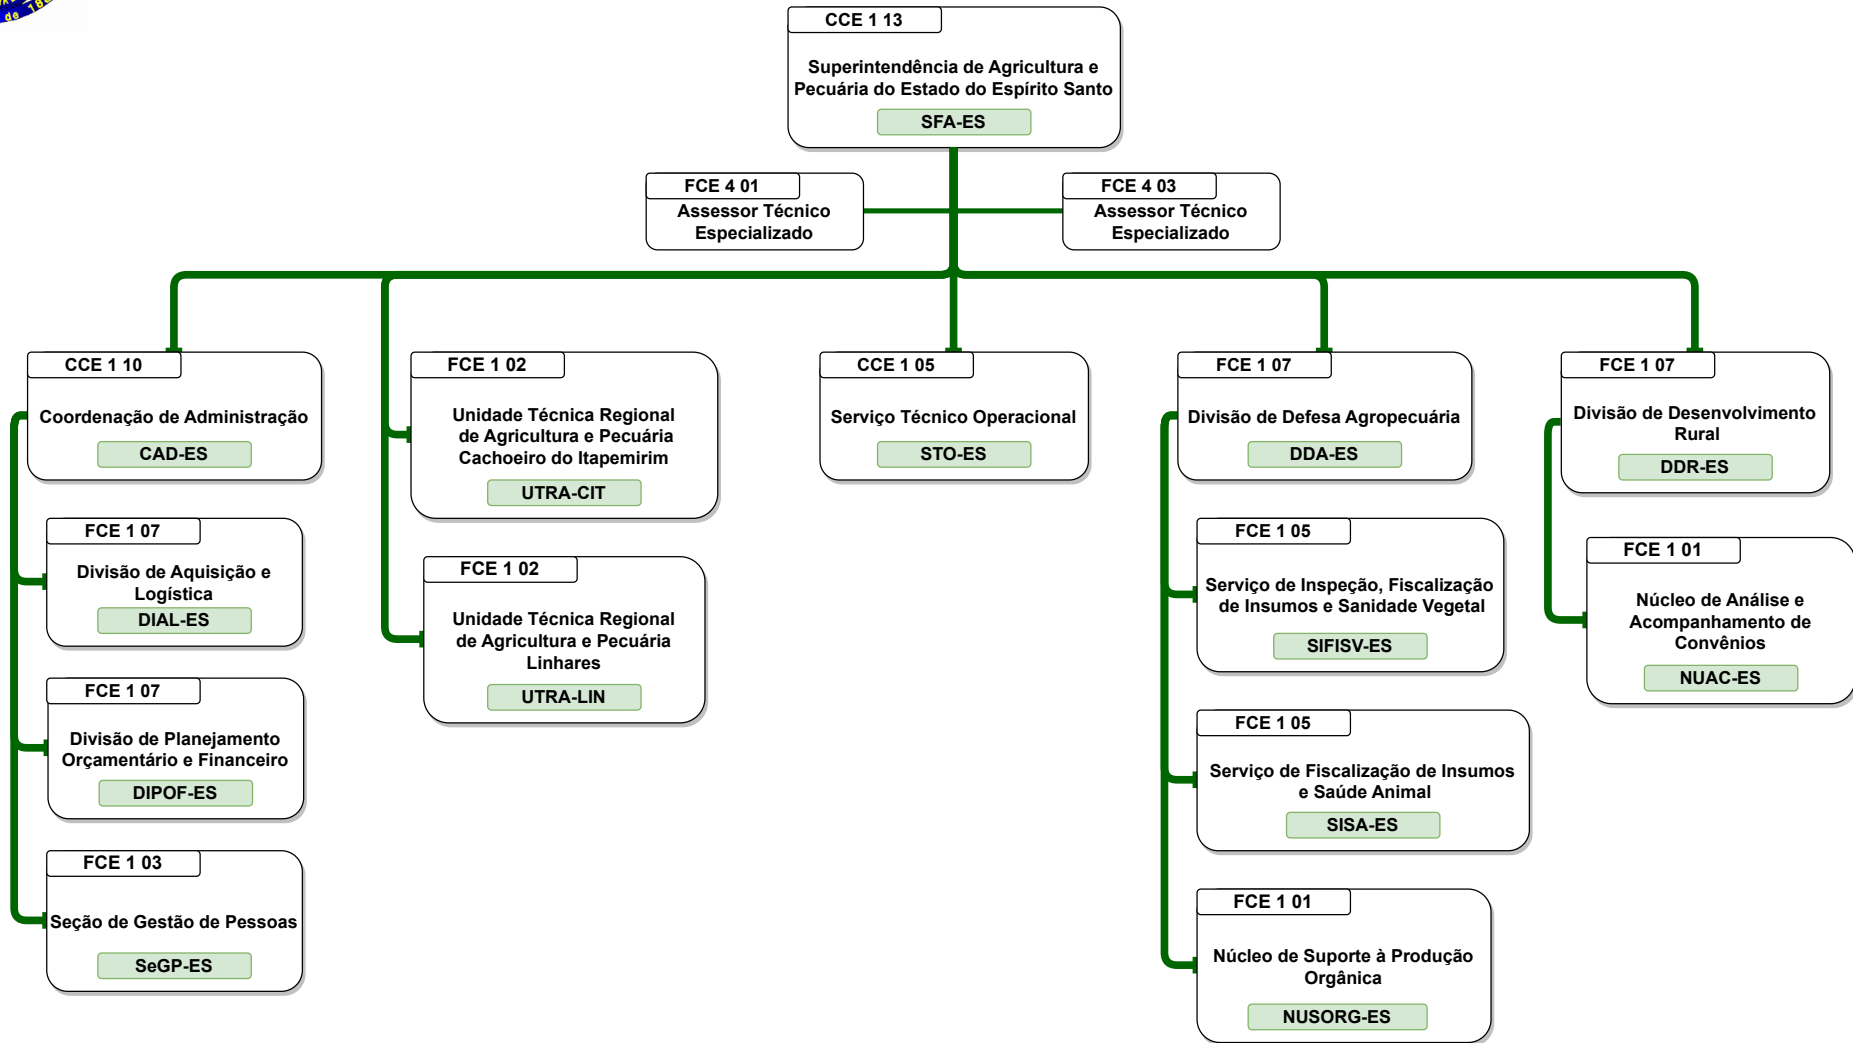 de 18
CCE 1 13
Superintendência de Agricultura e
Pecuária do Estado do Espírito Santo
SFA-ES
FCE 4 01
Assessor Técnico
Especializado
FCE 4 03
Assessor Técnico
Especializado
CCE 1 10
Coordenação de Administração
CAD-ES
FCE 1 07
Divisão de Aquisição e
Logística
DIAL-ES
FCE 1 07
Divisão de Planejamento
Orçamentário e Financeiro
DIPOF-ES
FCE 1 03
Seção de Gestão de Pessoas
SeGP-ES
FCE 1 02
Unidade Técnica Regional
de Agricultura e Pecuária
Cachoeiro do Itapemirim
UTRA-CIT
FCE 1 02
Unidade Técnica Regional
de Agricultura e Pecuária
Linhares
UTRA-LIN
CCE 1 05
Serviço Técnico Operacional
STO-ES
FCE 1 07
Divisão de Defesa Agropecuária
DDA-ES
FCE 1 05
Serviço de Inspeção, Fiscalização
de Insumos e Sanidade Vegetal
SIFISV-ES
FCE 1 05
Serviço de Fiscalização de Insumos
e Saúde Animal
SISA-ES
FCE 1 01
Núcleo de Suporte à Produção
Orgânica
NUSORG-ES
FCE 1 07
Divisão de Desenvolvimento
Rural
DDR-ES
FCE 1 01
Núcleo de Análise e
Acompanhamento de
Convênios
NUAC-ES